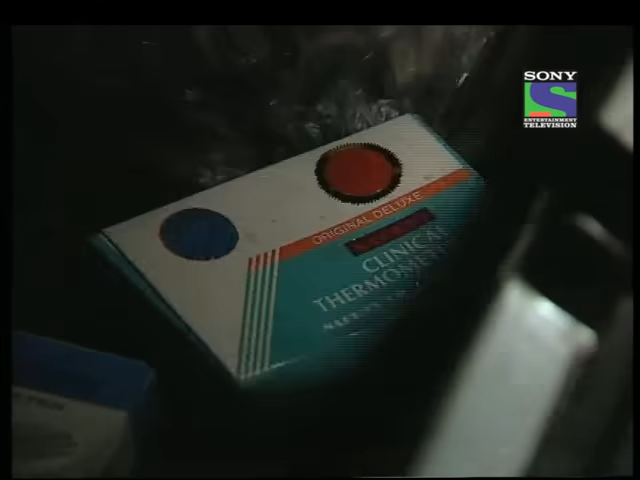 SONY
ENTERTAINMENT
TELEVISION
ORIGINAL DELUXE
CLINICAL
THERMOMETER